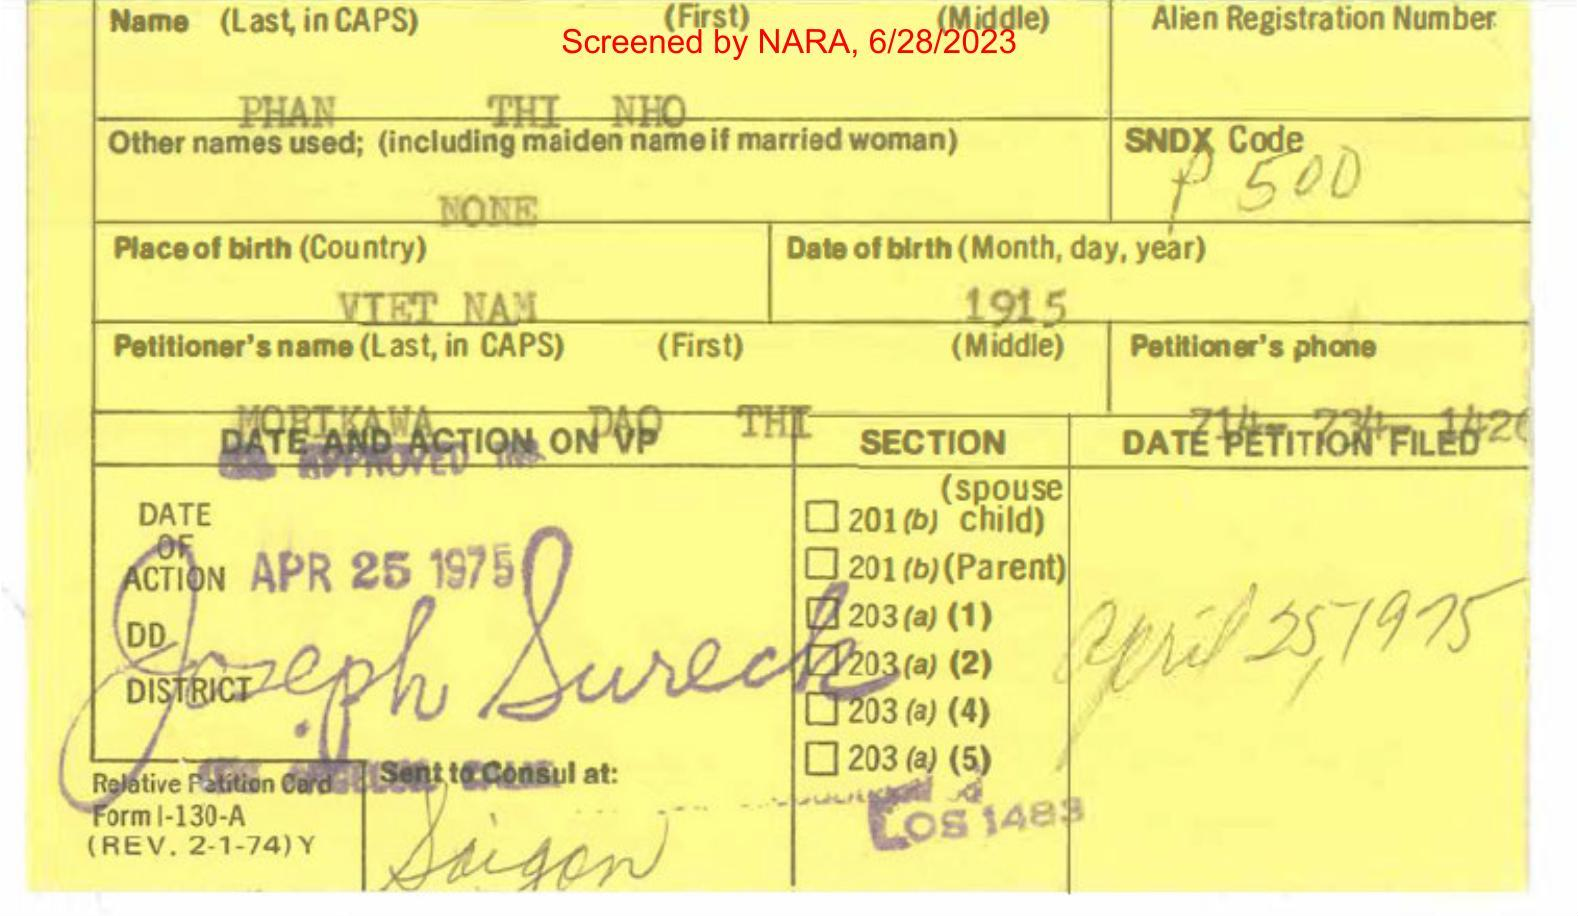 Name (Last, in CAPS) (First) (Middle) Alien Registration Number
Screened by NARA, 6/28/2023
PHAN THI NHO
Other names used; (including maiden name if married woman) SNDX Code
P 500
NONE
Place of birth (Country) Date of birth (Month, day, year)
VIET NAM 1915
Petitioner's name (Last, in CAPS) (First) (Middle) Petitioner's phone
MORIKAWA DAO THI 714- 734- 1426
DATE AND ACTION ON VP SECTION DATE PETITION FILED
APPROVED
(spouse
DATE 201 (b) child)
OF
ACTION APR 25 1975 201 (b) (Parent)
203 (a) (1) April 25, 1975
DD
Joseph Sureck 203 (a) (2)
DISTRICT
203 (a) (4)
203 (a) (5)
LOS ANGELES CALIF
Relative Petition Card Sent to Consul at:
Form I-130-A LOS 1483
(REV. 2-1-74) Y Saigon